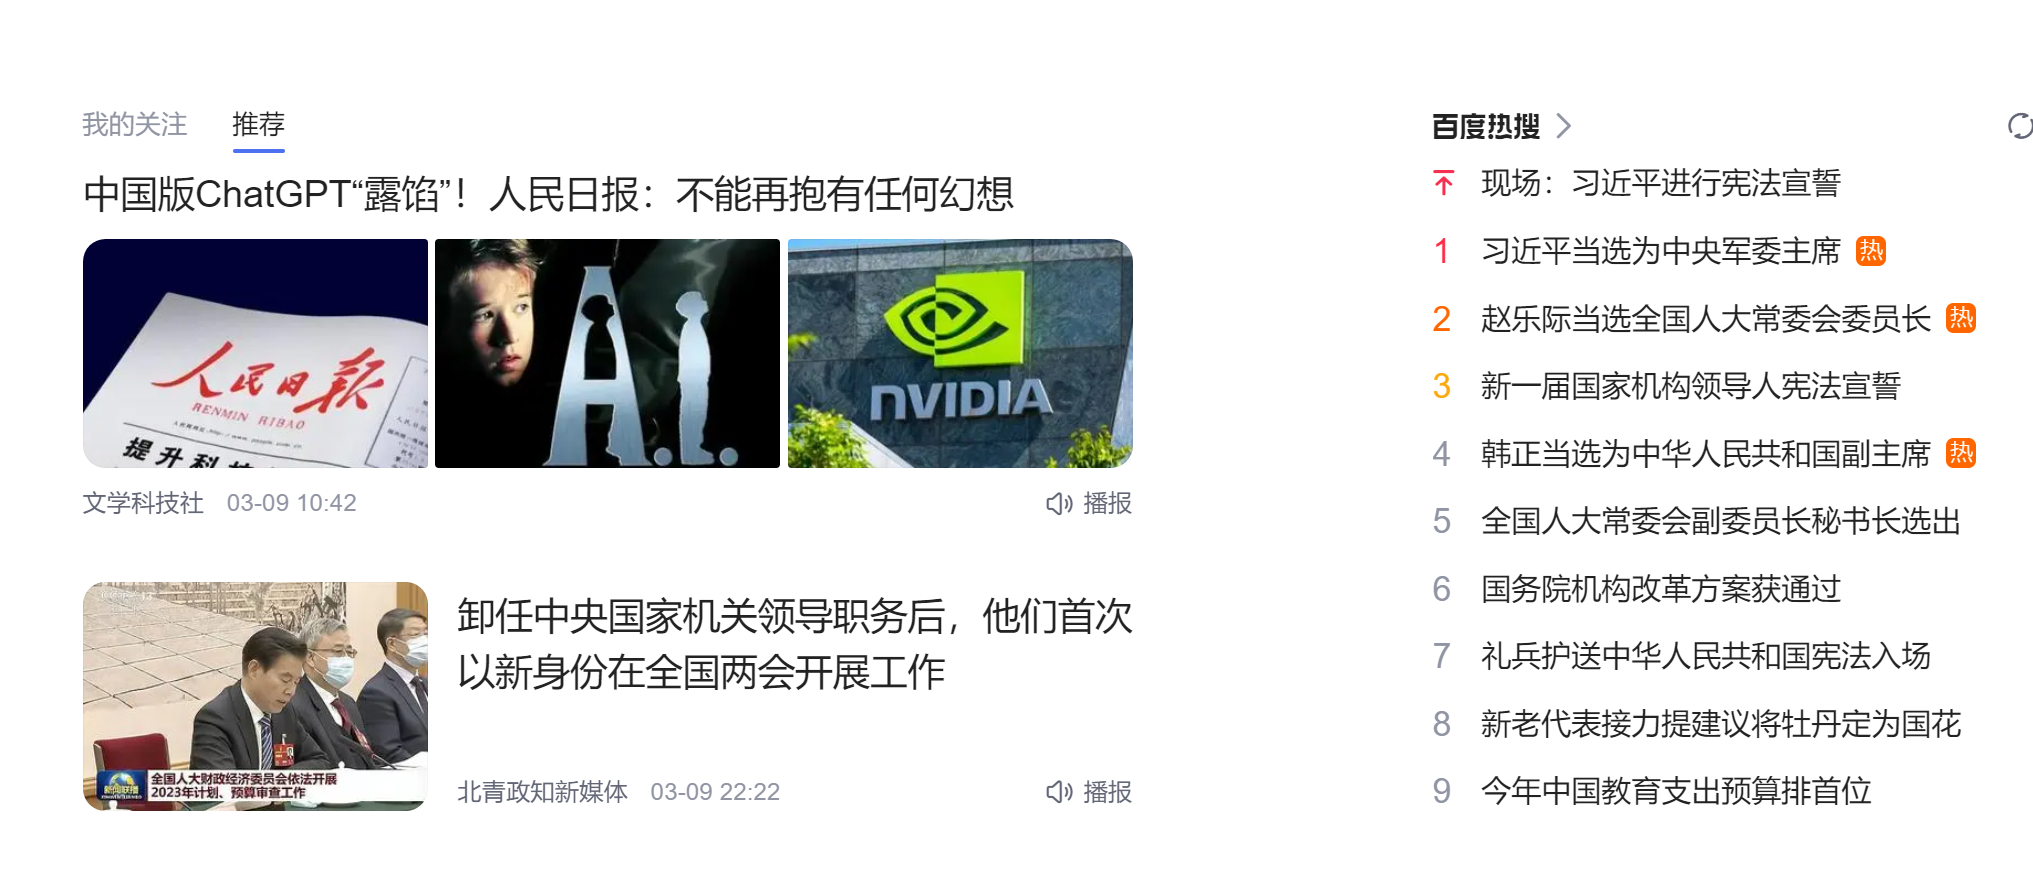 我的关注 推荐
中国版ChatGPT“露馅”！人民日报：不能再抱有任何幻想
人民日报
RENMIN RIBAO
提升科技
A.I.
NVIDIA
文学科技社 03-09 10:42 播报
卸任中央国家机关领导职务后，他们首次
以新身份在全国两会开展工作
新闻联播
全国人大财政经济委员会依法开展
2023年计划、预算审查工作
北青政知新媒体 03-09 22:22 播报
百度热搜
现场：习近平进行宪法宣誓
1 习近平当选为中央军委主席 热
2 赵乐际当选全国人大常委会委员长 热
3 新一届国家机构领导人宪法宣誓
4 韩正当选为中华人民共和国副主席 热
5 全国人大常委会副委员长秘书长选出
6 国务院机构改革方案获通过
7 礼兵护送中华人民共和国宪法入场
8 新老代表接力提建议将牡丹定为国花
9 今年中国教育支出预算排首位